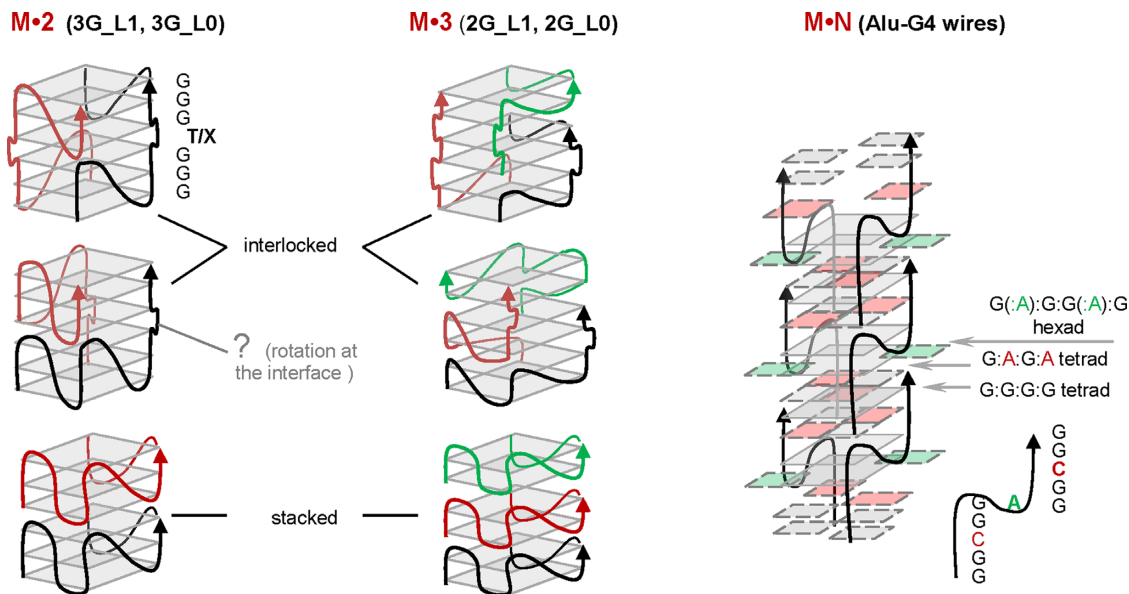 M•2 (3G_L1, 3G_L0)
M•3 (2G_L1, 2G_L0)
M•N (Alu-G4 wires)
G
G
G
T/X
G
G
G
interlocked
? (rotation at
the interface )
stacked
G(:A):G:G(:A):G
hexad
G:A:G:A tetrad
G:G:G:G tetrad
G
G
C
G
G
A
G
G
C
G
G